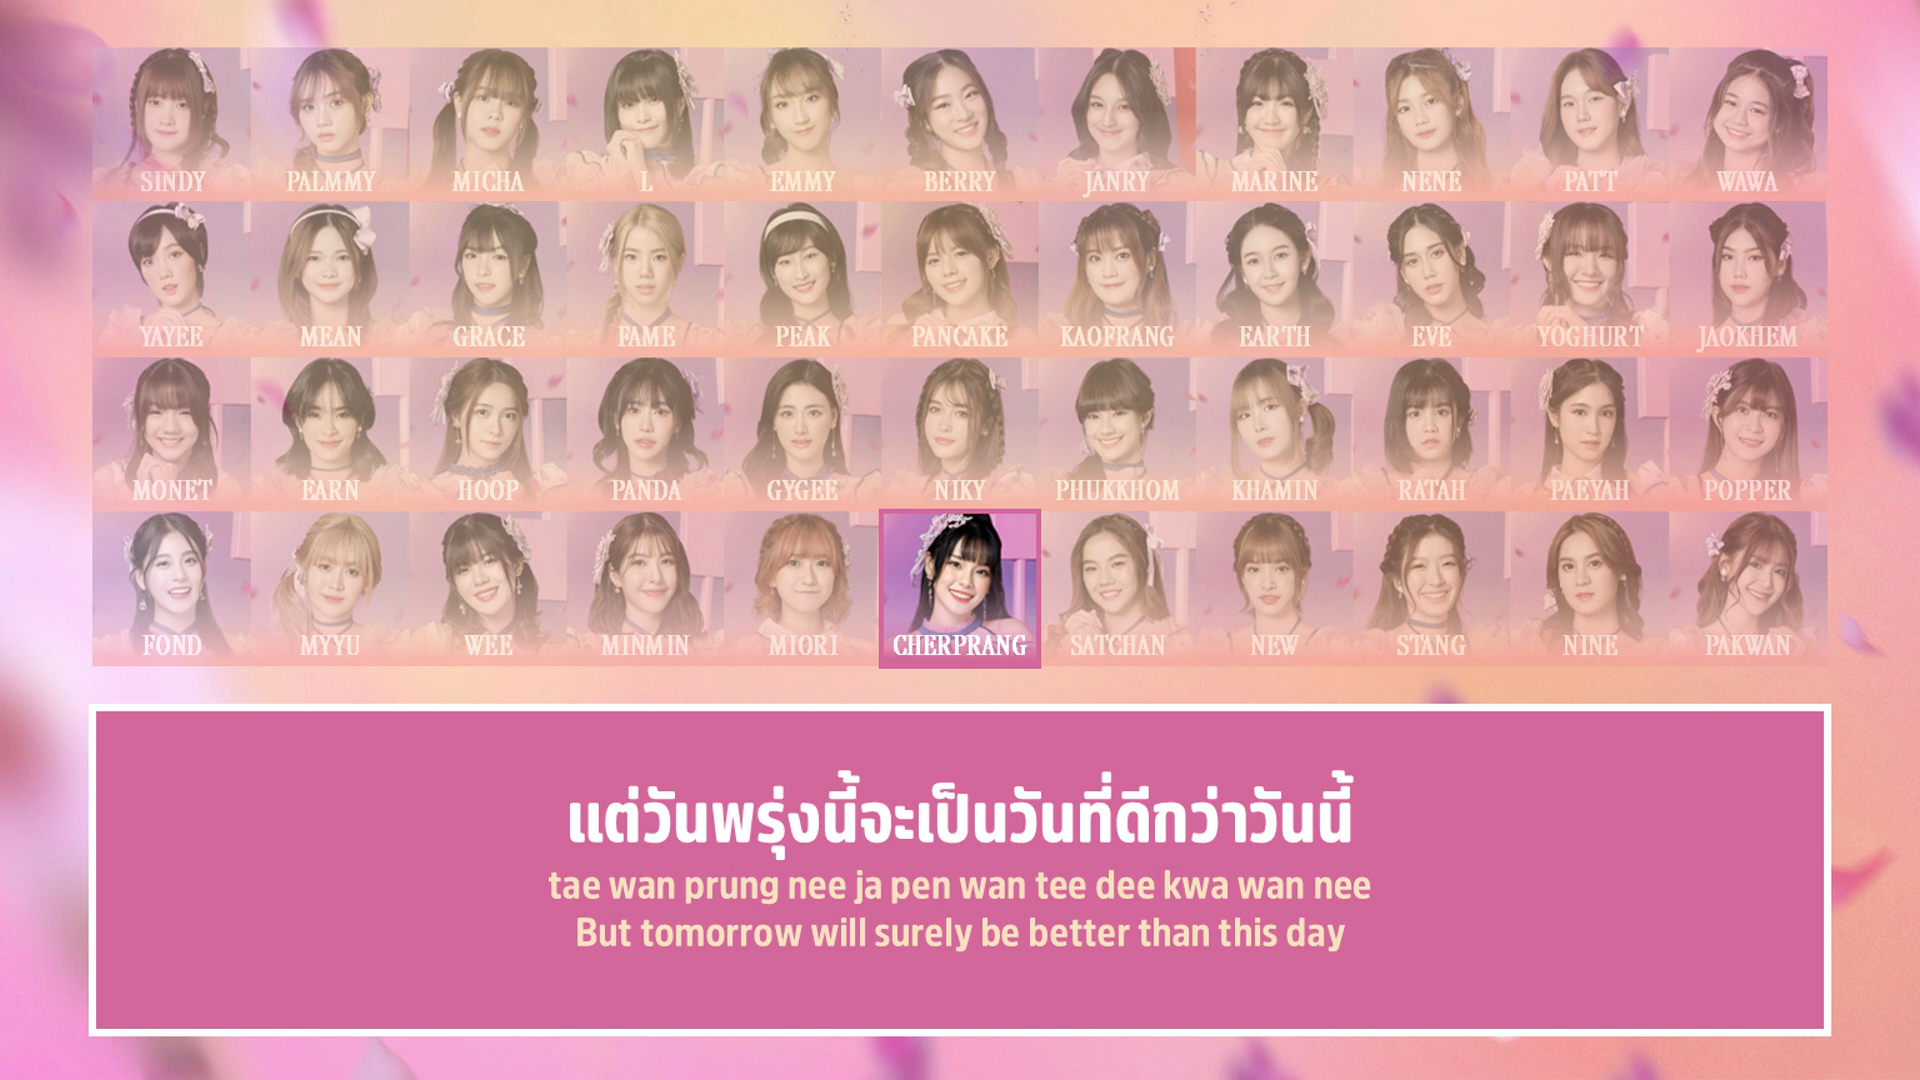 SINDY PALMMY MICHA L EMMY BERRY JANRY MARINE NENE PATT WAWA
YAYEE MEAN GRACE FAME PEAK PANCAKE KAOFRANG EARTH EVE YOGHURT JAOKHEM
MONET EARN HOOP PANDA GYGEE NIKY PHUKKHOM KHAMIN RATAH PAEYAH POPPER
FOND MYYU WEE MINMIN MIORI CHERPRANG SATCHAN NEW STANG NINE PAKWAN
แต่วันพรุ่งนี้จะเป็นวันที่ดีกว่าวันนี้
tae wan prung nee ja pen wan tee dee kwa wan nee
But tomorrow will surely be better than this day